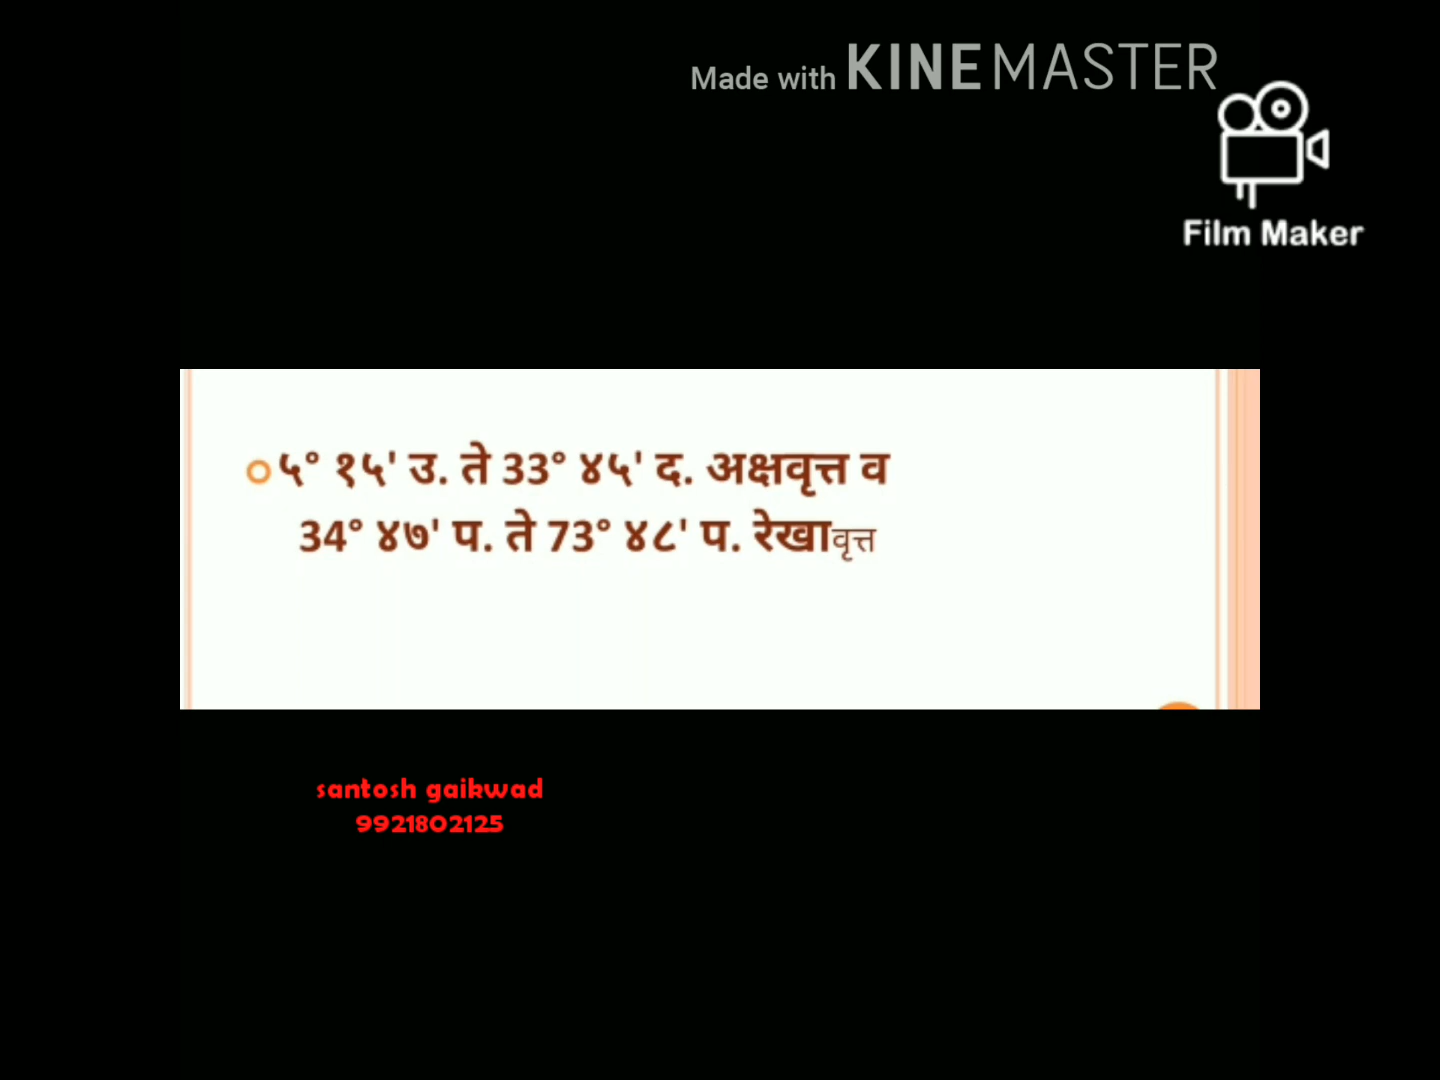 Made with KINEMASTER
Film Maker
५° १५' उ. ते 33° ४५' द. अक्षवृत्त व
34° ४७' प. ते 73° ४८' प. रेखावृत्त
santosh gaikwad
9921802125